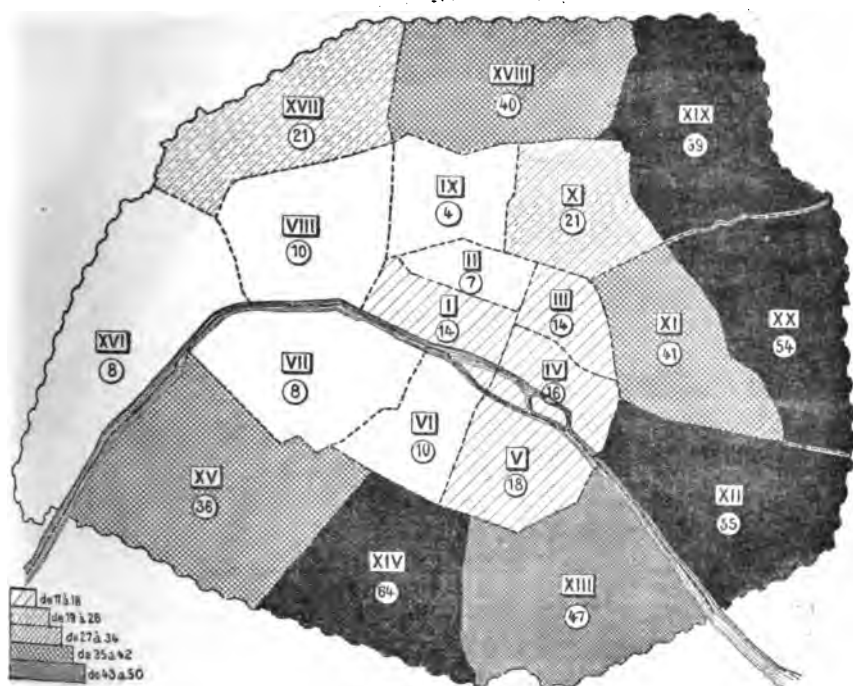 XVIII
40
XVII
21
XIX
59
IX
4
X
21
VIII
10
II
7
I
14
III
14
XI
41
XX
54
XVI
8
VII
8
IV
16
VI
10
V
18
XV
36
XII
55
XIV
64
XIII
47
de 11 à 18
de 19 à 26
de 27 à 34
de 35 à 42
de 43 à 50